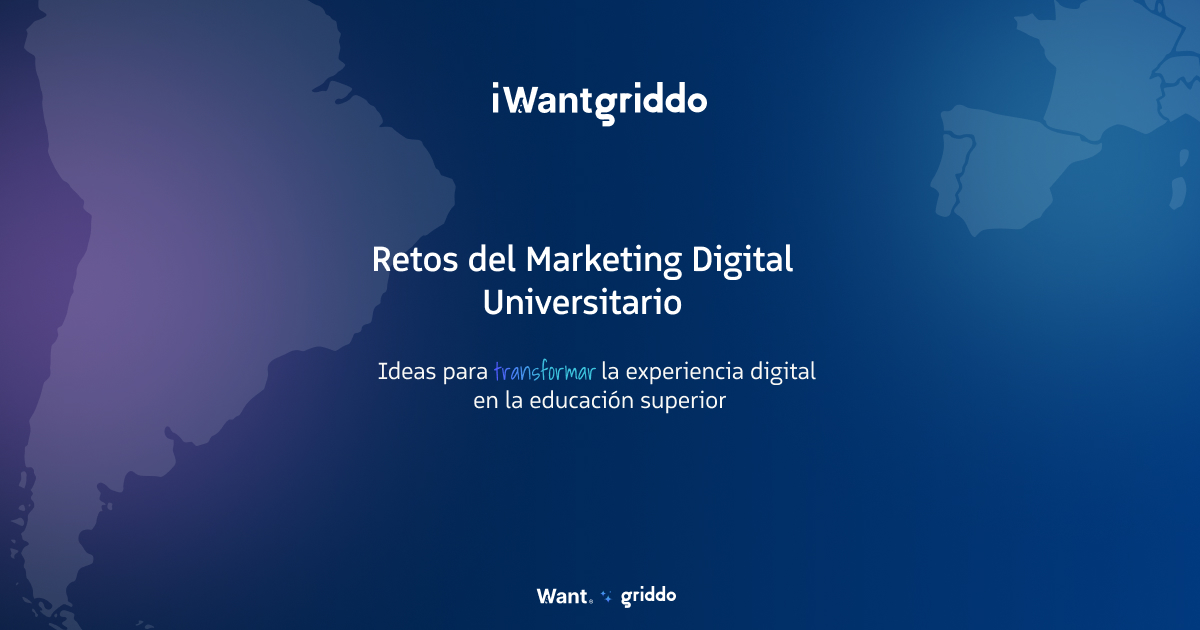 iWantgriddo
Retos del Marketing Digital
Universitario
Ideas para transformar la experiencia digital
en la educación superior
Want. griddo